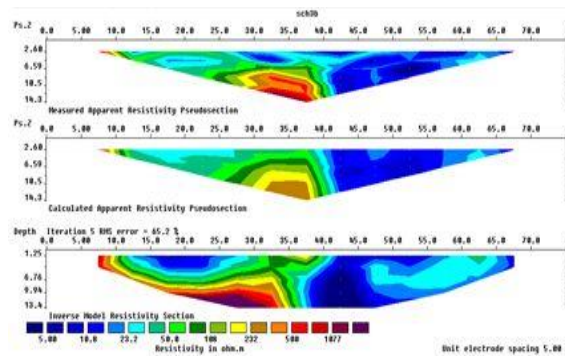 sch3b
Ps.Z 0.0 5.00 10.0 15.0 20.0 25.0 30.0 35.0 40.0 45.0 50.0 55.0 60.0 65.0 70.0
2.60
6.59
10.5
14.3
Measured Apparent Resistivity Pseudosection
Ps.Z 0.0 5.00 10.0 15.0 20.0 25.0 30.0 35.0 40.0 45.0 50.0 55.0 60.0 65.0 70.0
2.60
6.59
10.5
14.3
Calculated Apparent Resistivity Pseudosection
Depth Iteration 5 RMS error = 65.2 %
0.0 5.00 10.0 15.0 20.0 25.0 30.0 35.0 40.0 45.0 50.0 55.0 60.0 65.0 70.0
1.25
6.76
9.94
13.4
Inverse Model Resistivity Section
5.00 10.8 23.2 50.0 108 232 500 1077
Resistivity in ohm.m
Unit electrode spacing 5.00